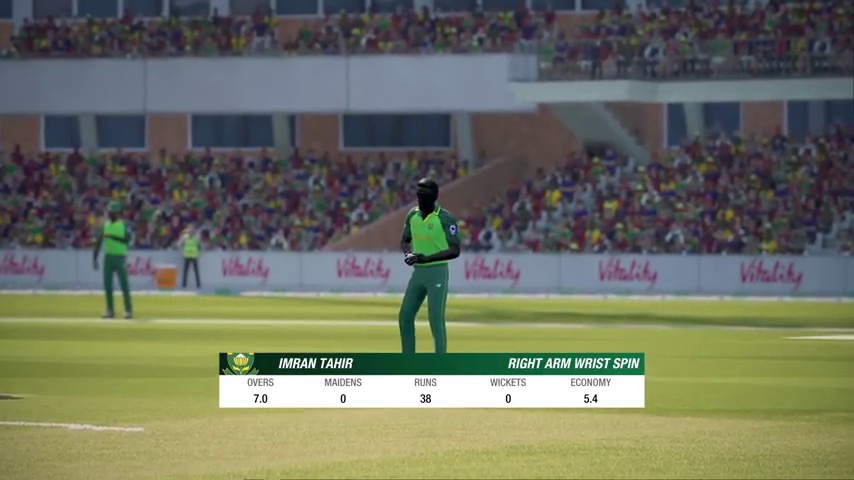 Vitality Vitality Vitality Vitality Vitality Vitality
IMRAN TAHIR RIGHT ARM WRIST SPIN
OVERS MAIDENS RUNS WICKETS ECONOMY
7.0 0 38 0 5.4